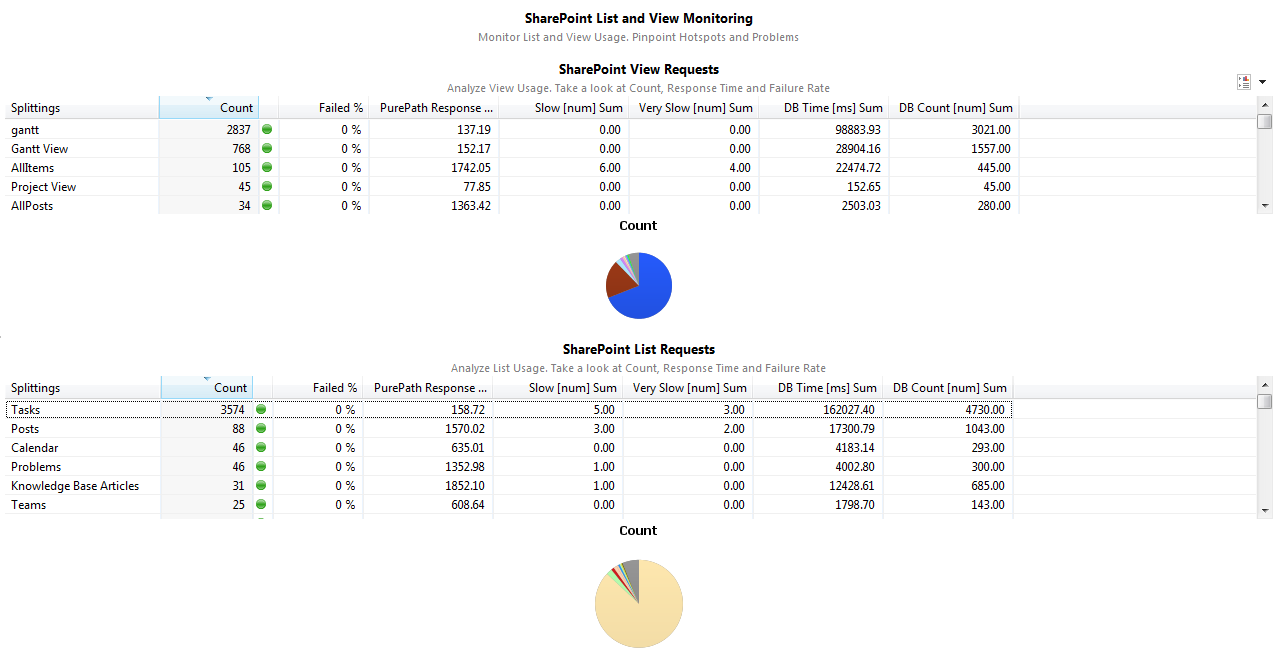 SharePoint List and View Monitoring
Monitor List and View Usage. Pinpoint Hotspots and Problems
SharePoint View Requests
Analyze View Usage. Take a look at Count, Response Time and Failure Rate
Splittings Count Failed % PurePath Response ... Slow [num] Sum Very Slow [num] Sum DB Time [ms] Sum DB Count [num] Sum
gantt 2837 0 % 137.19 0.00 0.00 98883.93 3021.00
Gantt View 768 0 % 152.17 0.00 0.00 28904.16 1557.00
AllItems 105 0 % 1742.05 6.00 4.00 22474.72 445.00
Project View 45 0 % 77.85 0.00 0.00 152.65 45.00
AllPosts 34 0 % 1363.42 0.00 0.00 2503.03 280.00
Count
SharePoint List Requests
Analyze List Usage. Take a look at Count, Response Time and Failure Rate
Splittings Count Failed % PurePath Response ... Slow [num] Sum Very Slow [num] Sum DB Time [ms] Sum DB Count [num] Sum
Tasks 3574 0 % 158.72 5.00 3.00 162027.40 4730.00
Posts 88 0 % 1570.02 3.00 2.00 17300.79 1043.00
Calendar 46 0 % 635.01 0.00 0.00 4183.14 293.00
Problems 46 0 % 1352.98 1.00 0.00 4002.80 300.00
Knowledge Base Articles 31 0 % 1852.10 1.00 0.00 12428.61 685.00
Teams 25 0 % 608.64 0.00 0.00 1798.70 143.00
Count